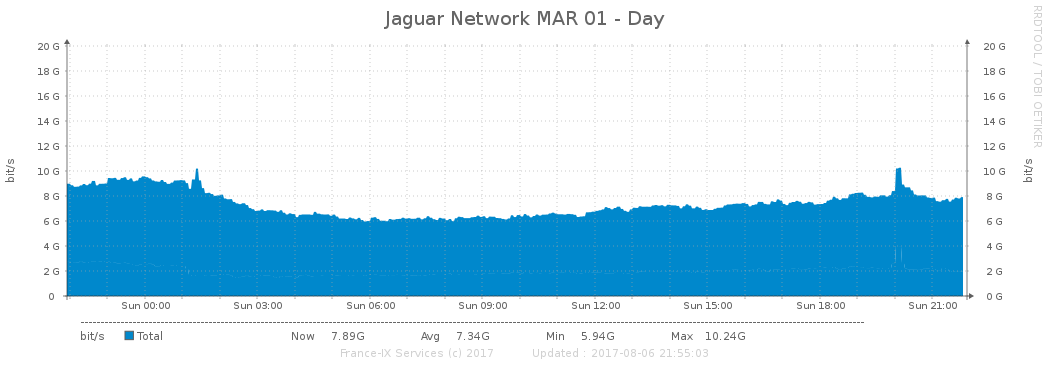 Jaguar Network MAR 01 - Day
RRDTOOL / TOBI OETIKER
bit/s
20 G 20 G
18 G 18 G
16 G 16 G
14 G 14 G
12 G 12 G
10 G 10 G
8 G 8 G
6 G 6 G
4 G 4 G
2 G 2 G
0 0 G
bit/s
Sun 00:00 Sun 03:00 Sun 06:00 Sun 09:00 Sun 12:00 Sun 15:00 Sun 18:00 Sun 21:00
bit/s Total Now 7.89G Avg 7.34G Min 5.94G Max 10.24G
France-IX Services (c) 2017 Updated : 2017-08-06 21:55:03